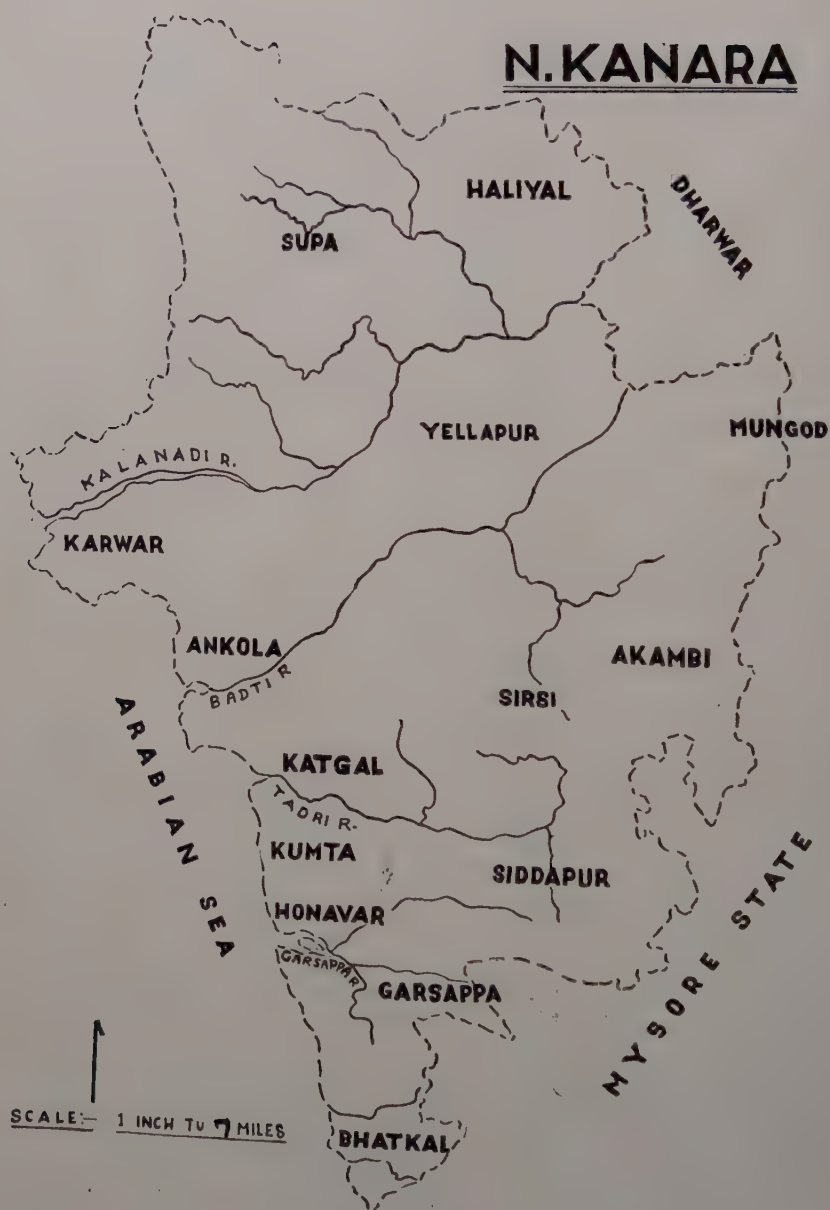 N.KANARA
HALIYAL
DHARWAR
SUPA
YELLAPUR
MUNGOD
KALANADI R.
KARWAR
ANKOLA
BADTI R
AKAMBI
SIRSI
ARABIAN SEA
KATGAL
TADRI R.
KUMTA
SIDDAPUR
HONAVAR
GARSAPPA R
GARSAPPA
MYSORE STATE
SCALE:- 1 INCH TU 7 MILES
BHATKAL